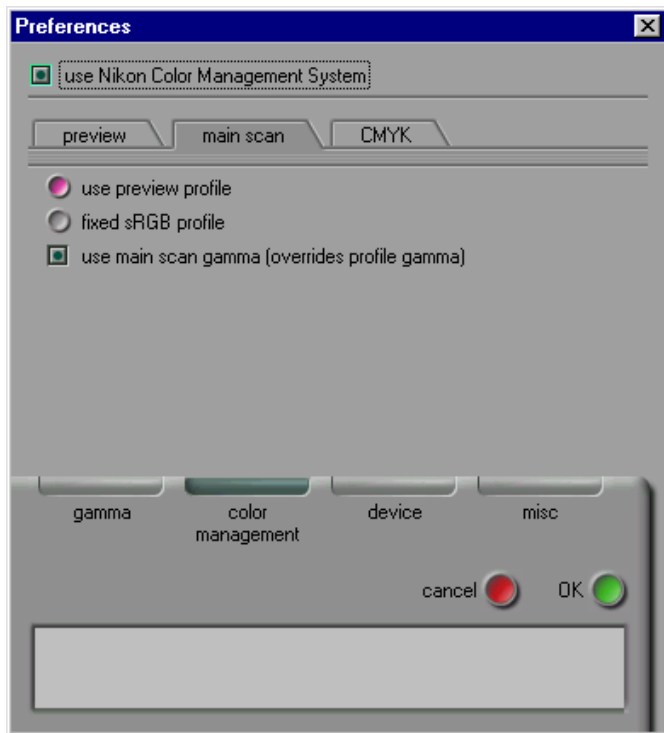 Preferences
use Nikon Color Management System
preview main scan CMYK
use preview profile
fixed sRGB profile
use main scan gamma (overrides profile gamma)
gamma color management device misc
cancel OK